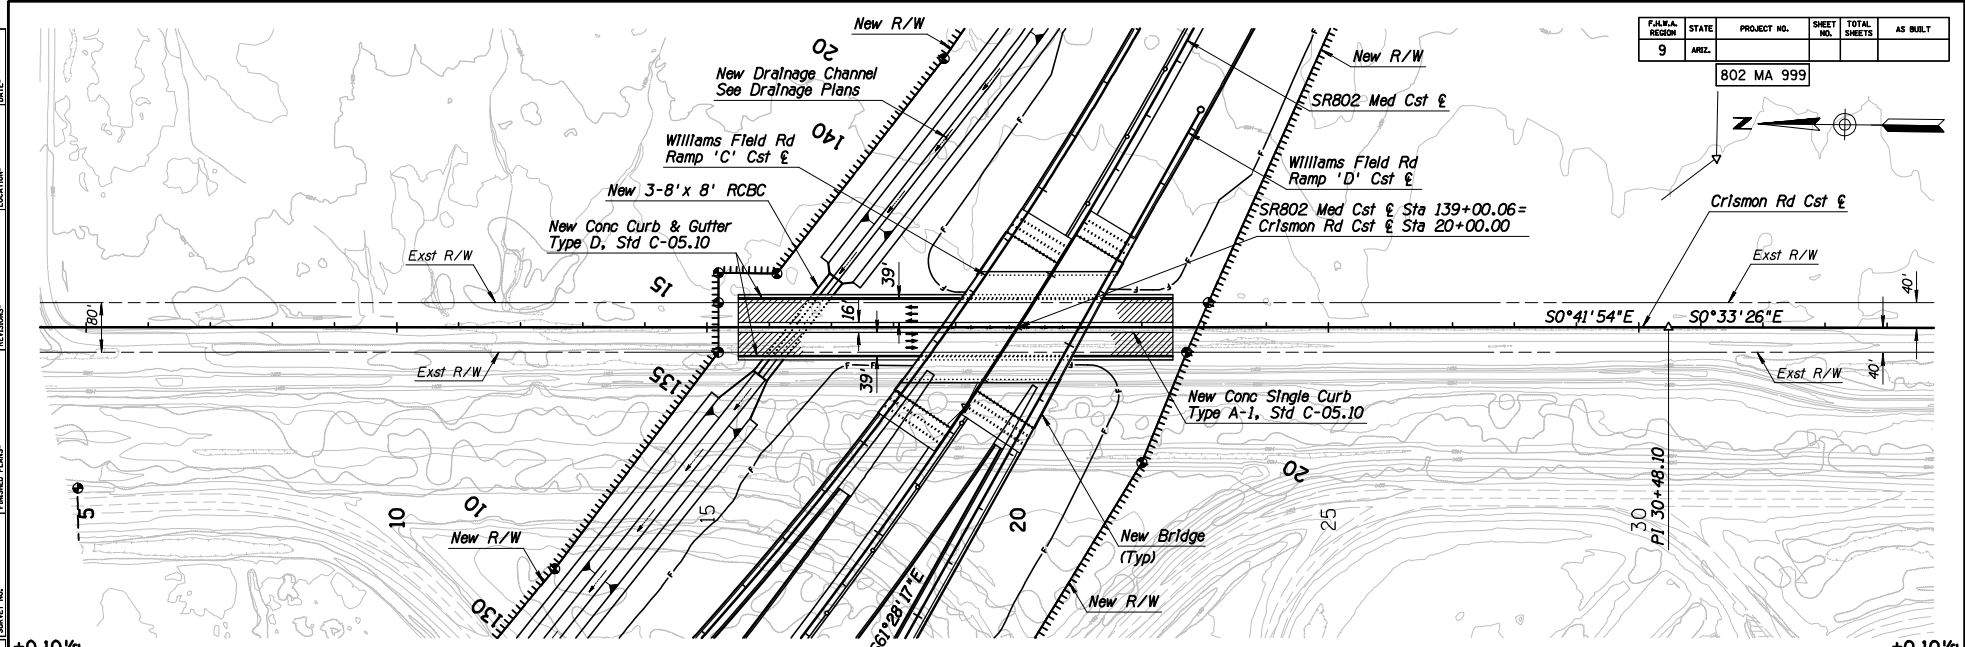 F.H.W.A. REGION STATE PROJECT NO. SHEET NO. TOTAL SHEETS AS BUILT
9 ARIZ.
802 MA 999
N
New R/W
20
New Drainage Channel
See Drainage Plans
140
Williams Field Rd
Ramp 'C' Cst ℄
New 3-8'x 8' RCBC
New Conc Curb & Gutter
Type D, Std C-05.10
Exst R/W
15
New R/W
SR802 Med Cst ℄
Williams Field Rd
Ramp 'D' Cst ℄
SR802 Med Cst ℄ Sta 139+00.06=
Crismon Rd Cst ℄ Sta 20+00.00
Crismon Rd Cst ℄
Exst R/W
80'
39'
16'
39'
40'
40'
S0°41'54"E
S0°33'26"E
Exst R/W
Exst R/W
135
New Conc Single Curb
Type A-1, Std C-05.10
F
F
F
F
F
F
F
F
F
F
F
PI 30+48.10
5
10
10
15
20
20
25
30
New R/W
New Bridge
(Typ)
New R/W
130
S61°28'17"E